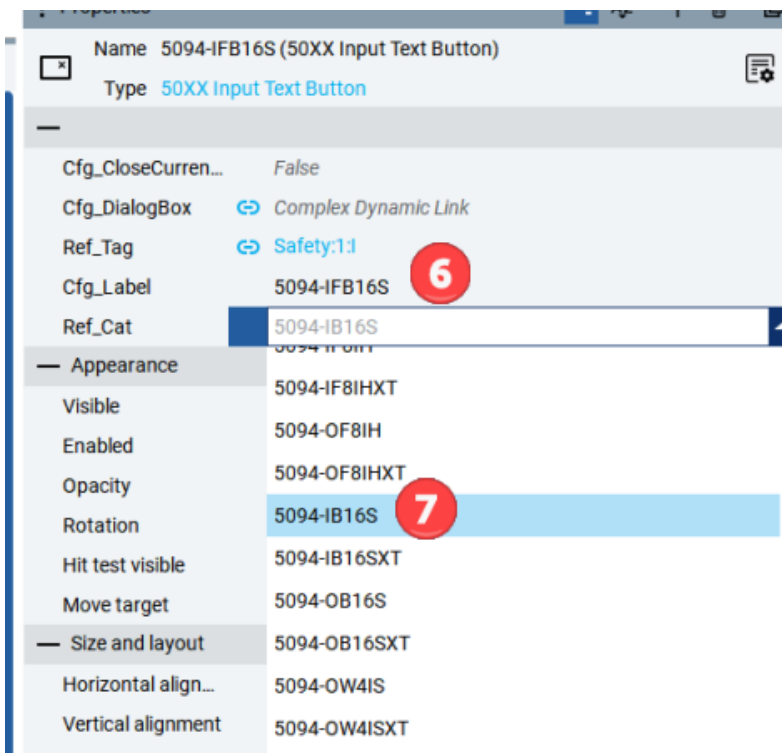 Properties
Name 5094-IFB16S (50XX Input Text Button)
Type 50XX Input Text Button
Cfg_CloseCurren... False
Cfg_DialogBox Complex Dynamic Link
Ref_Tag Safety:1:I
6
Cfg_Label 5094-IFB16S
Ref_Cat 5094-IB16S
Appearance
5094-IF8IHXT
Visible
5094-OF8IH
Enabled
5094-OF8IHXT
Opacity
5094-IB16S
7
Rotation
5094-IB16SXT
Hit test visible
5094-OB16S
Move target
5094-OB16SXT
Size and layout
5094-OW4IS
Horizontal align...
5094-OW4ISXT
Vertical alignment